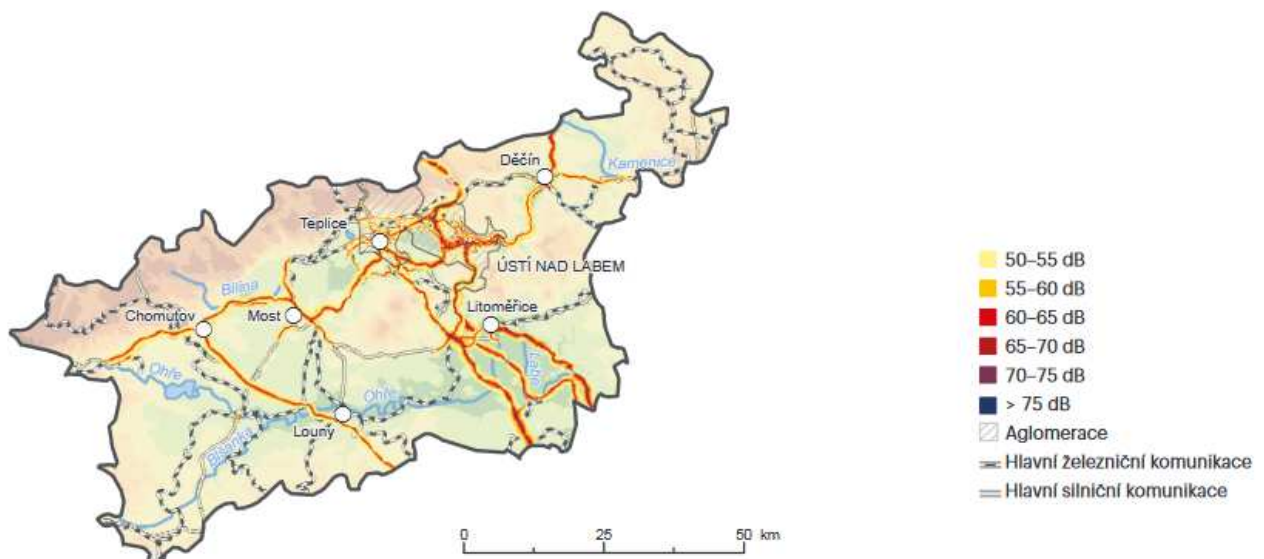 Děčín
Kamenice
Teplice
ÚSTÍ NAD LABEM
Bílina
Chomutov
Most
Litoměřice
Ohře
Labe
Ohře
Louny
Blšanka
0 25 50 km
50–55 dB
55–60 dB
60–65 dB
65–70 dB
70–75 dB
> 75 dB
Aglomerace
Hlavní železniční komunikace
Hlavní silniční komunikace